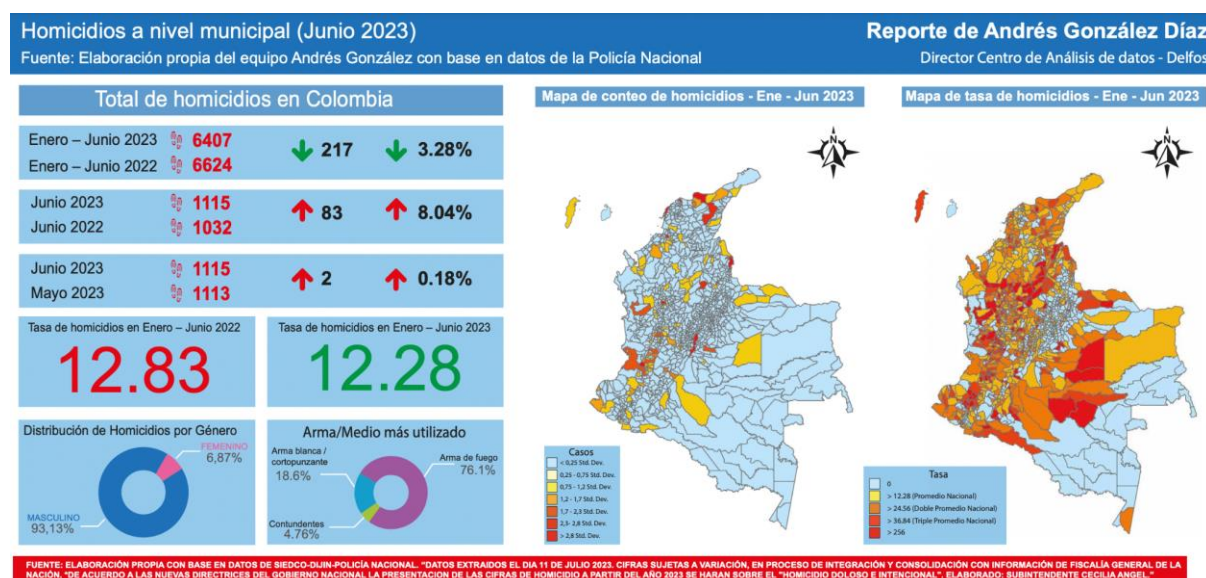 Homicidios a nivel municipal (Junio 2023)
Fuente: Elaboración propia del equipo Andrés González con base en datos de la Policía Nacional
Reporte de Andrés González Díaz
Director Centro de Análisis de datos - Delfos
Total de homicidios en Colombia
Enero – Junio 2023 6407
Enero – Junio 2022 6624
217 3.28%
Junio 2023 1115
Junio 2022 1032
83 8.04%
Junio 2023 1115
Mayo 2023 1113
2 0.18%
Tasa de homicidios en Enero – Junio 2022
12.83
Tasa de homicidios en Enero – Junio 2023
12.28
Distribución de Homicidios por Género
FEMENINO
6,87%
MASCULINO
93,13%
Arma/Medio más utilizado
Arma blanca /
cortopunzante
18.6%
Arma de fuego
76.1%
Contundentes
4.76%
Mapa de conteo de homicidios - Ene - Jun 2023
N
Casos
< 0,25 Std. Dev.
0,25 - 0,75 Std. Dev.
0,75 - 1,2 Std. Dev.
1,2 - 1,7 Std. Dev.
1,7 - 2,3 Std. Dev.
2,3- 2,8 Std. Dev.
> 2,8 Std. Dev.
Mapa de tasa de homicidios - Ene - Jun 2023
N
Tasa
0
> 12.28 (Promedio Nacional)
> 24.56 (Doble Promedio Nacional)
> 36.84 (Triple Promedio Nacional)
> 256
FUENTE: ELABORACIÓN PROPIA CON BASE EN DATOS DE SIEDCO-DIJIN-POLICÍA NACIONAL. "DATOS EXTRAIDOS EL DIA 11 DE JULIO 2023. CIFRAS SUJETAS A VARIACIÓN, EN PROCESO DE INTEGRACIÓN Y CONSOLIDACIÓN CON INFORMACIÓN DE FISCALÍA GENERAL DE LA
NACIÓN. "DE ACUERDO A LAS NUEVAS DIRECTRICES DEL GOBIERNO NACIONAL LA PRESENTACION DE LAS CIFRAS DE HOMICIDIO A PARTIR DEL AÑO 2023 SE HARAN SOBRE EL "HOMICIDIO DOLOSO E INTENCIONAL". ELABORADO: SUBINTENDENTE CECILIA ANGEL."